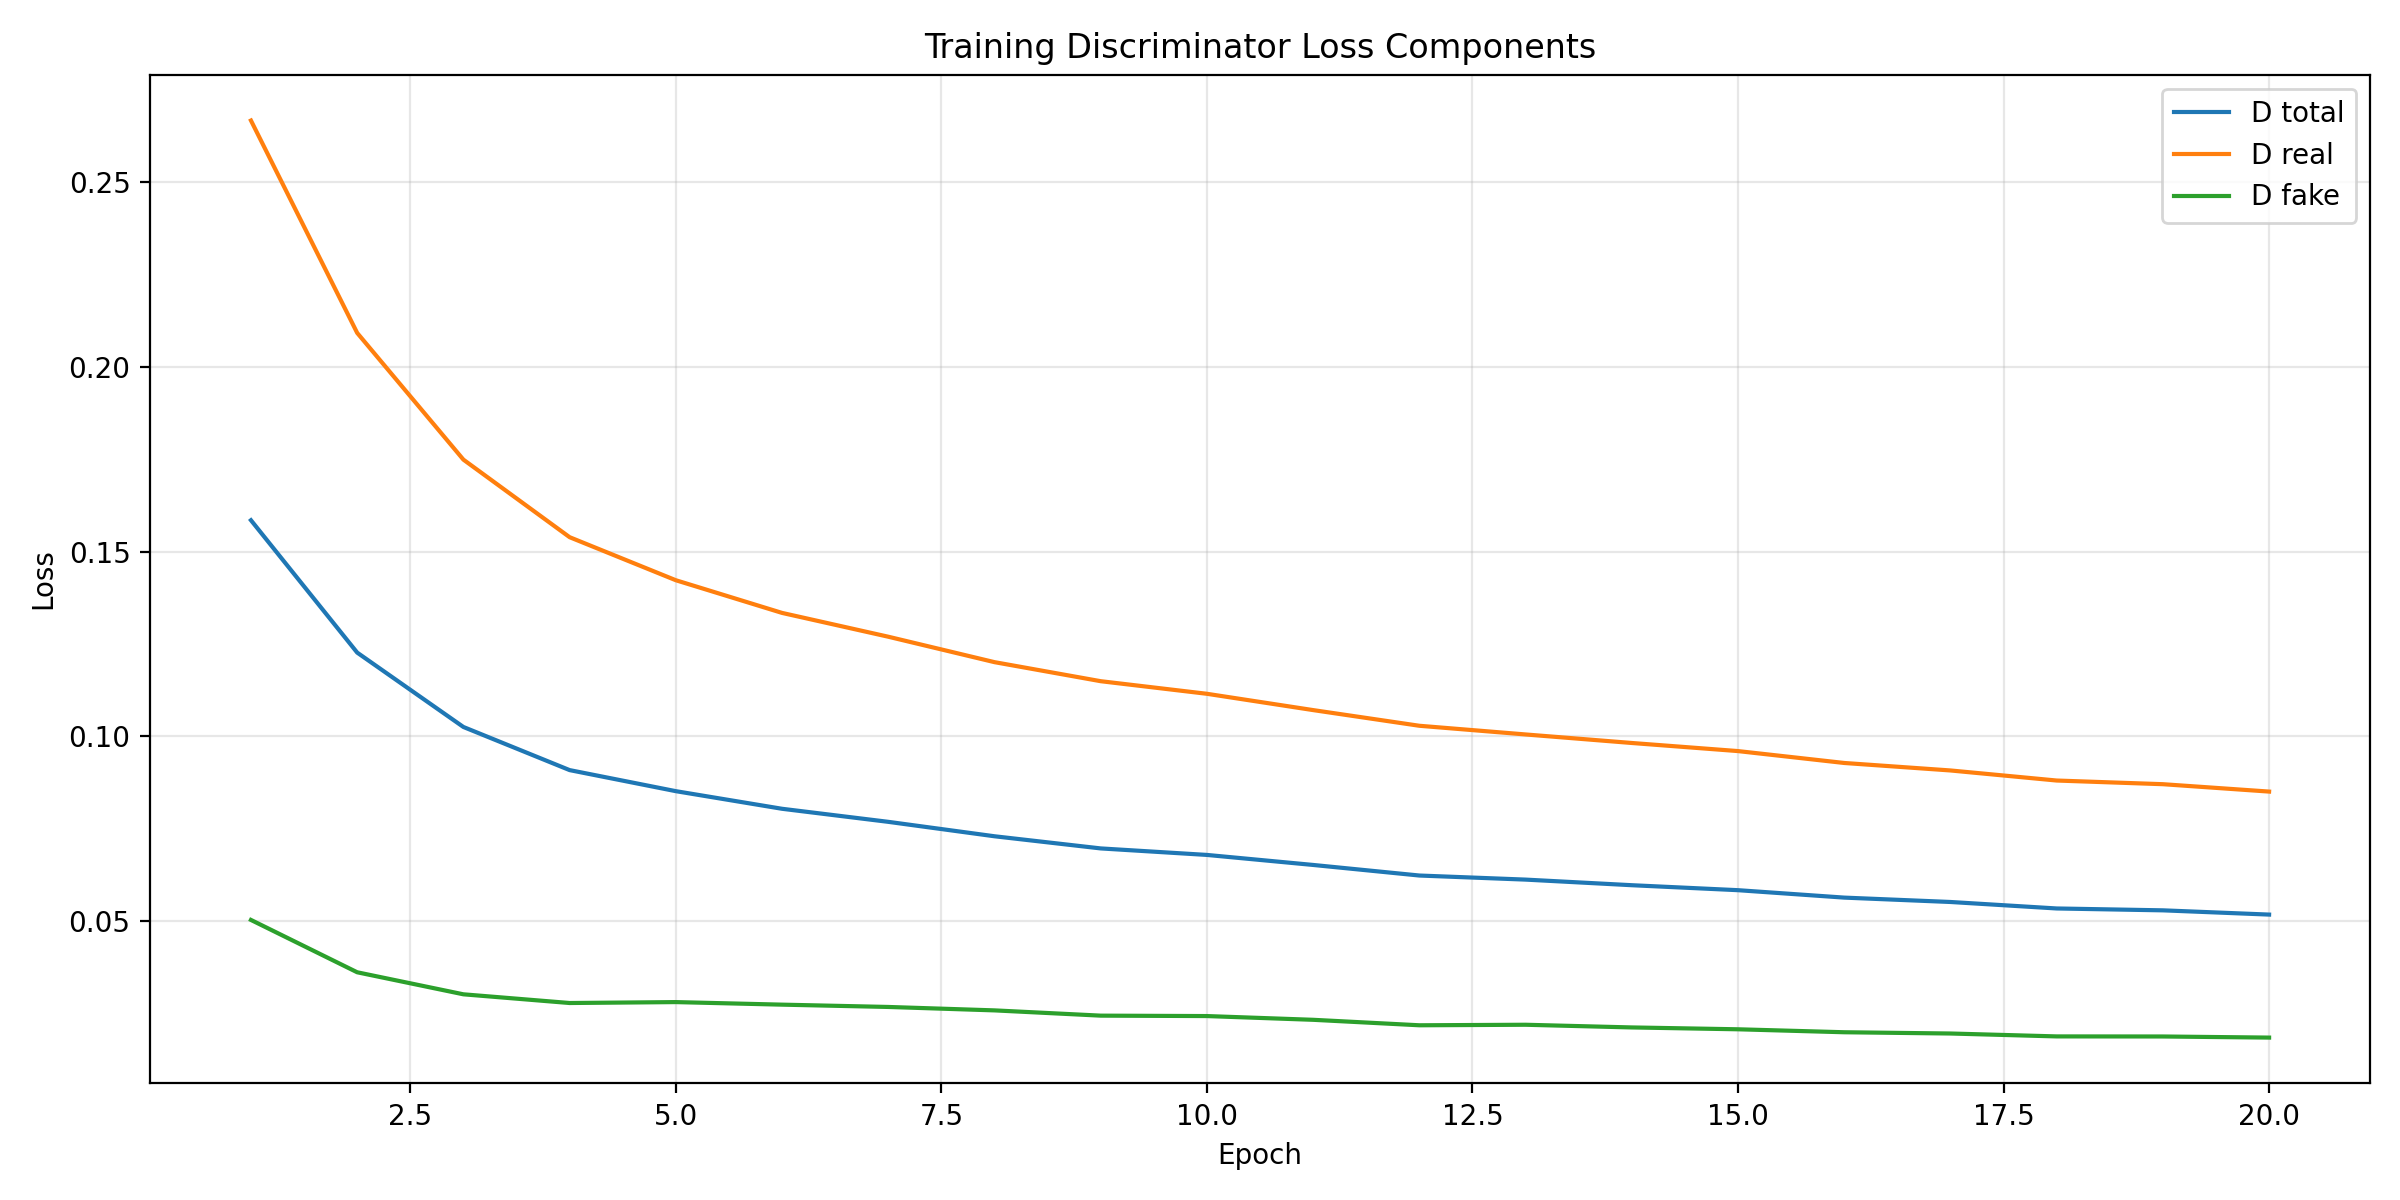 Training Discriminator Loss Components
D total
D real
D fake
0.25
0.20
0.15
0.10
0.05
Loss
2.5 5.0 7.5 10.0 12.5 15.0 17.5 20.0
Epoch